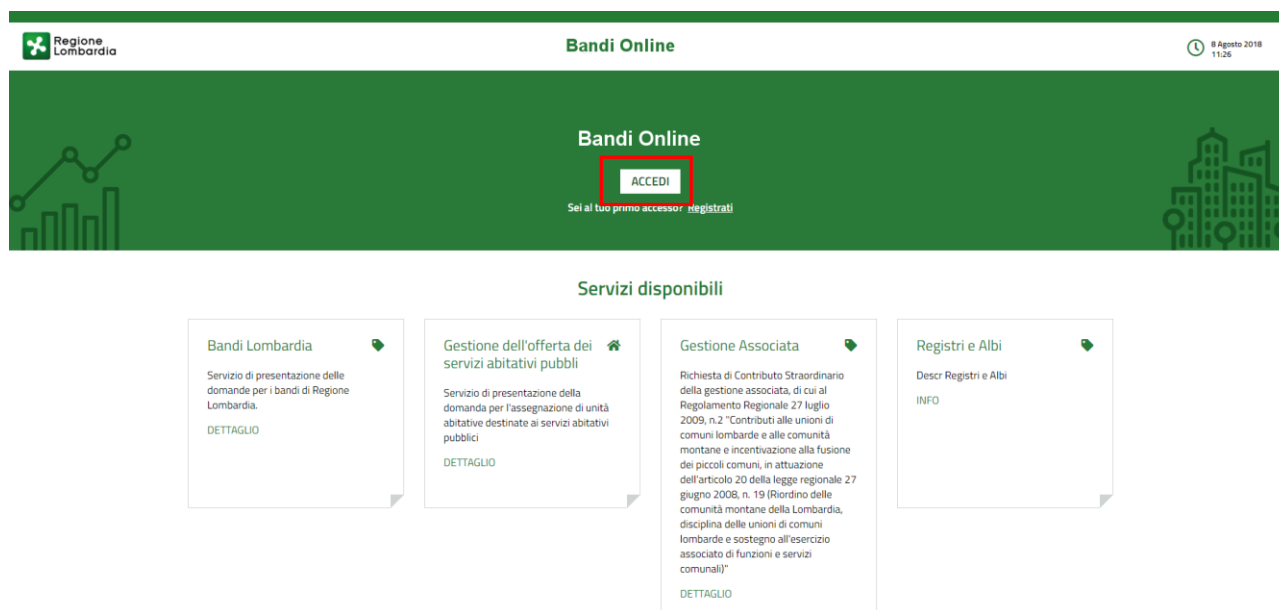 Regione
Lombardia
Bandi Online
8 Agosto 2018
11:26
Bandi Online
ACCEDI
Sei al tuo primo accesso? Registrati
Servizi disponibili
Bandi Lombardia
Servizio di presentazione delle
domande per i bandi di Regione
Lombardia.
DETTAGLIO
Gestione dell'offerta dei
servizi abitativi pubbli
Servizio di presentazione della
domanda per l'assegnazione di unità
abitative destinate ai servizi abitativi
pubblici
DETTAGLIO
Gestione Associata
Richiesta di Contributo Straordinario
della gestione associata, di cui al
Regolamento Regionale 27 luglio
2009, n.2 "Contributi alle unioni di
comuni lombarde e alle comunità
montane e incentivazione alla fusione
dei piccoli comuni, in attuazione
dell'articolo 20 della legge regionale 27
giugno 2008, n. 19 (Riordino delle
comunità montane della Lombardia,
disciplina delle unioni di comuni
lombarde e sostegno all'esercizio
associato di funzioni e servizi
comunali)"
DETTAGLIO
Registri e Albi
Descr Registri e Albi
INFO